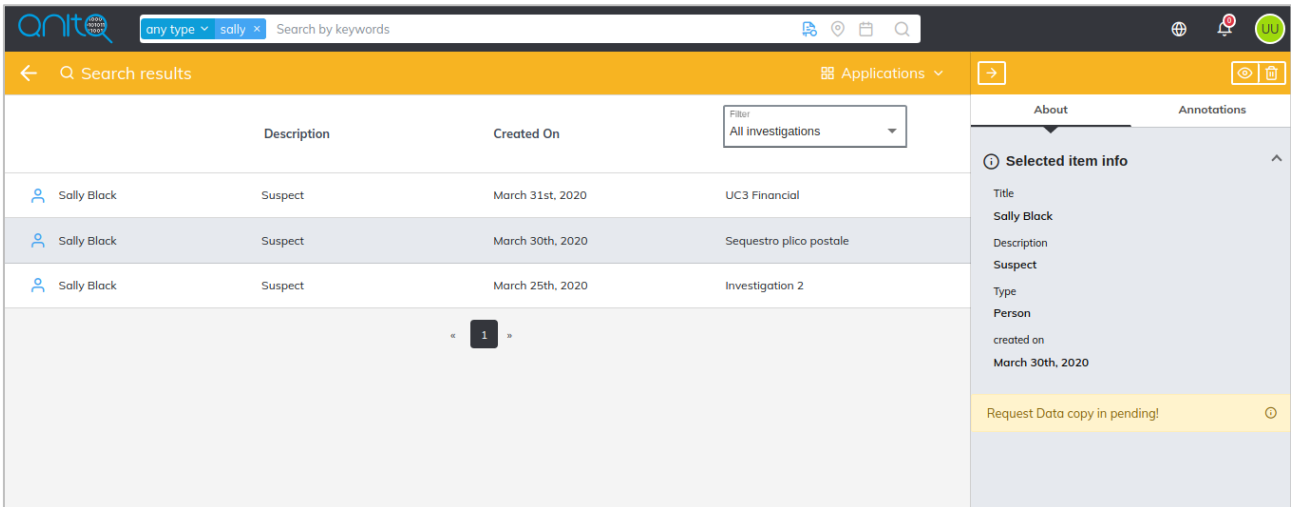 anita
any type sally × Search by keywords 0 UU
Search results Applications
Description Created On Filter
All investigations
Sally Black Suspect March 31st, 2020 UC3 Financial
Sally Black Suspect March 30th, 2020 Sequestro plico postale
Sally Black Suspect March 25th, 2020 Investigation 2
« 1 »
About Annotations
Selected item info
Title
Sally Black
Description
Suspect
Type
Person
created on
March 30th, 2020
Request Data copy in pending!